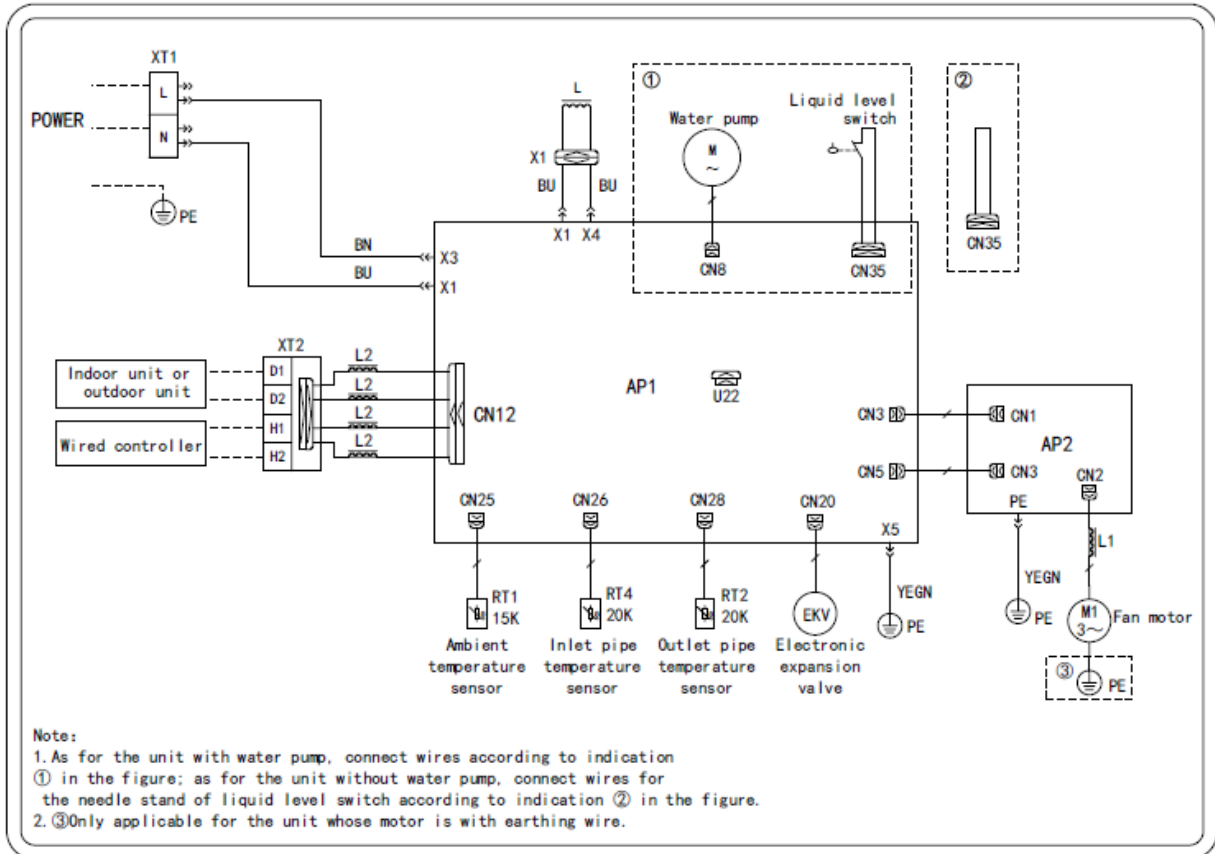 XT1
L
N
POWER
PE
BN
BU
X3
X1
L
X1
BU
BU
X1
X4
①
Water pump
M
~
CN8
Liquid level
switch
CN35
②
CN35
XT2
D1
D2
H1
H2
Indoor unit or
outdoor unit
Wired controller
L2
L2
L2
L2
CN12
AP1
U22
CN3
CN5
CN1
CN3
AP2
CN2
PE
L1
YEGN
PE
M1
3~
Fan motor
③
PE
CN25
CN26
CN28
CN20
X5
YEGN
PE
RT1
15K
Ambient
temperature
sensor
RT4
20K
Inlet pipe
temperature
sensor
RT2
20K
Outlet pipe
temperature
sensor
EKV
Electronic
expansion
valve
Note:
1. As for the unit with water pump, connect wires according to indication
① in the figure; as for the unit without water pump, connect wires for
the needle stand of liquid level switch according to indication ② in the figure.
2. ③Only applicable for the unit whose motor is with earthing wire.